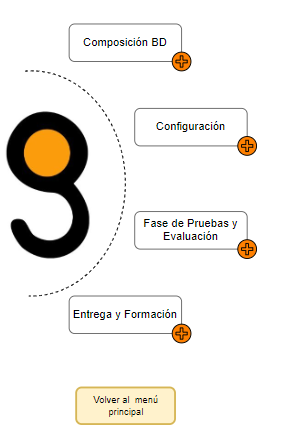 Composición BD
Configuración
Fase de Pruebas y
Evaluación
Entrega y Formación
Volver al menú
principal